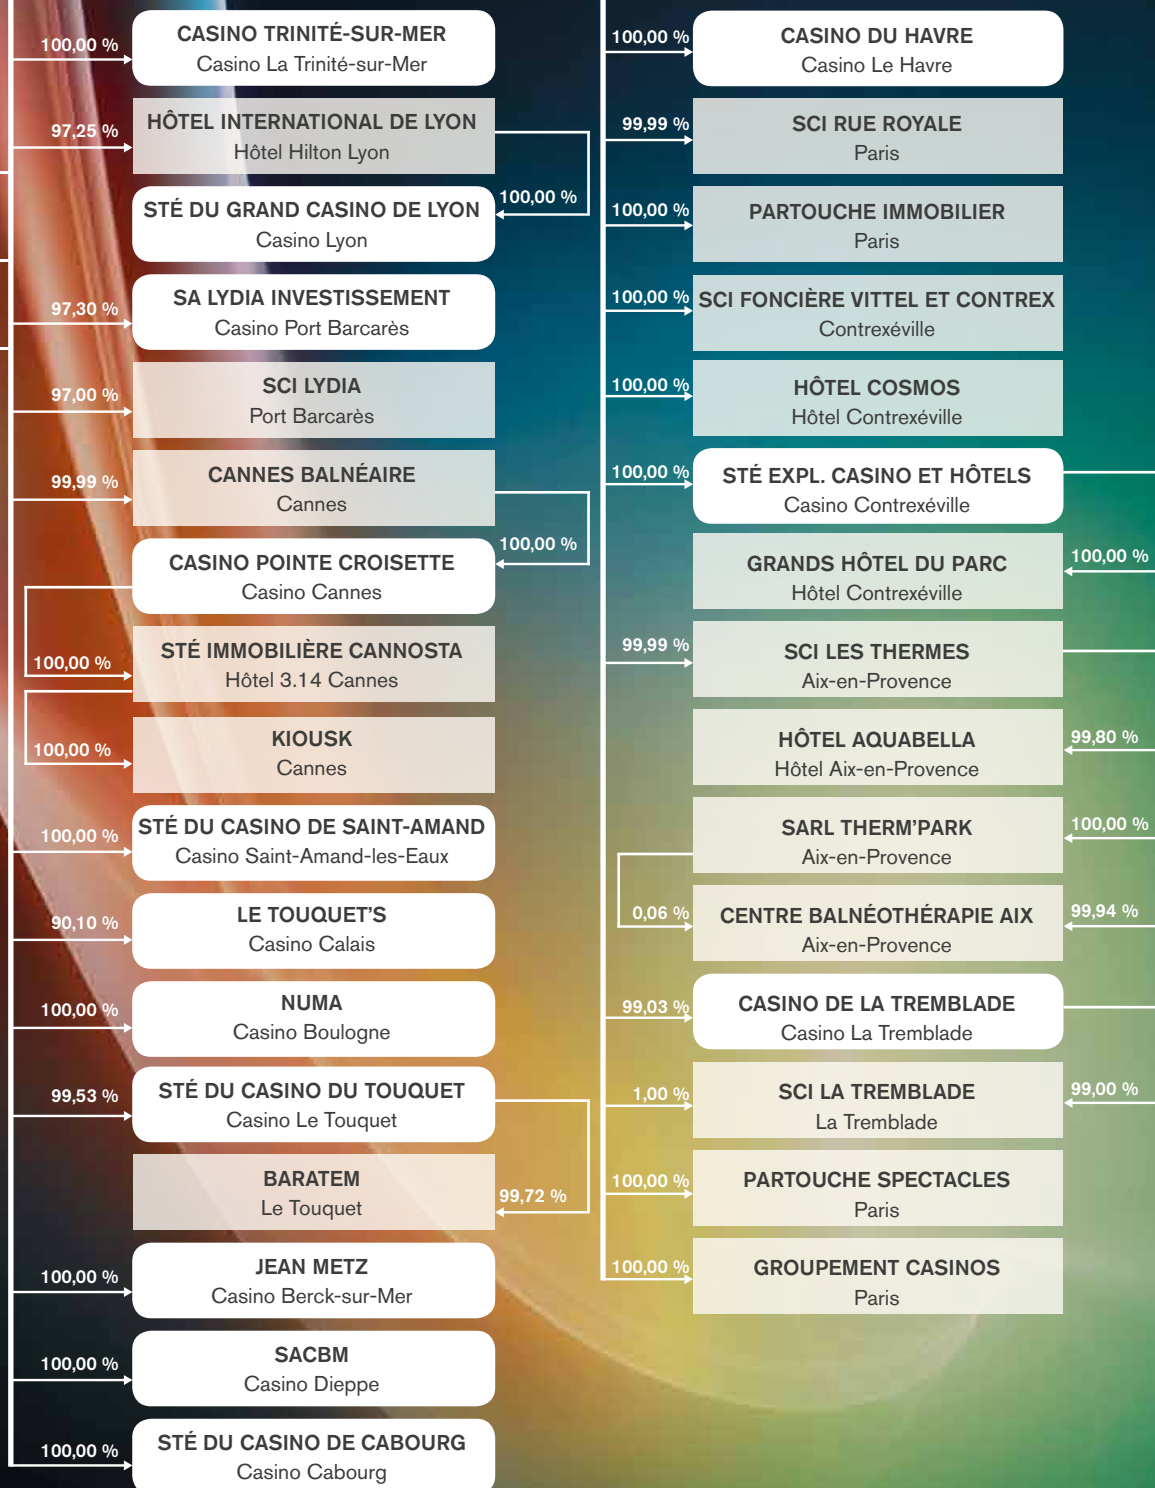 100,00 %
CASINO TRINITÉ-SUR-MER
Casino La Trinité-sur-Mer
97,25 %
HÔTEL INTERNATIONAL DE LYON
Hôtel Hilton Lyon
100,00 %
STÉ DU GRAND CASINO DE LYON
Casino Lyon
97,30 %
SA LYDIA INVESTISSEMENT
Casino Port Barcarès
97,00 %
SCI LYDIA
Port Barcarès
99,99 %
CANNES BALNÉAIRE
Cannes
100,00 %
CASINO POINTE CROISETTE
Casino Cannes
100,00 %
STÉ IMMOBILIÈRE CANNOSTA
Hôtel 3.14 Cannes
100,00 %
KIOUSK
Cannes
100,00 %
STÉ DU CASINO DE SAINT-AMAND
Casino Saint-Amand-les-Eaux
90,10 %
LE TOUQUET'S
Casino Calais
100,00 %
NUMA
Casino Boulogne
99,53 %
STÉ DU CASINO DU TOUQUET
Casino Le Touquet
BARATEM
Le Touquet
99,72 %
100,00 %
JEAN METZ
Casino Berck-sur-Mer
100,00 %
SACBM
Casino Dieppe
100,00 %
STÉ DU CASINO DE CABOURG
Casino Cabourg
100,00 %
CASINO DU HAVRE
Casino Le Havre
99,99 %
SCI RUE ROYALE
Paris
100,00 %
PARTOUCHE IMMOBILIER
Paris
100,00 %
SCI FONCIÈRE VITTEL ET CONTREX
Contrexéville
100,00 %
HÔTEL COSMOS
Hôtel Contrexéville
100,00 %
STÉ EXPL. CASINO ET HÔTELS
Casino Contrexéville
GRANDS HÔTEL DU PARC
Hôtel Contrexéville
100,00 %
99,99 %
SCI LES THERMES
Aix-en-Provence
HÔTEL AQUABELLA
Hôtel Aix-en-Provence
99,80 %
SARL THERM'PARK
Aix-en-Provence
100,00 %
0,06 %
CENTRE BALNÉOTHÉRAPIE AIX
Aix-en-Provence
99,94 %
99,03 %
CASINO DE LA TREMBLADE
Casino La Tremblade
1,00 %
SCI LA TREMBLADE
La Tremblade
99,00 %
100,00 %
PARTOUCHE SPECTACLES
Paris
100,00 %
GROUPEMENT CASINOS
Paris